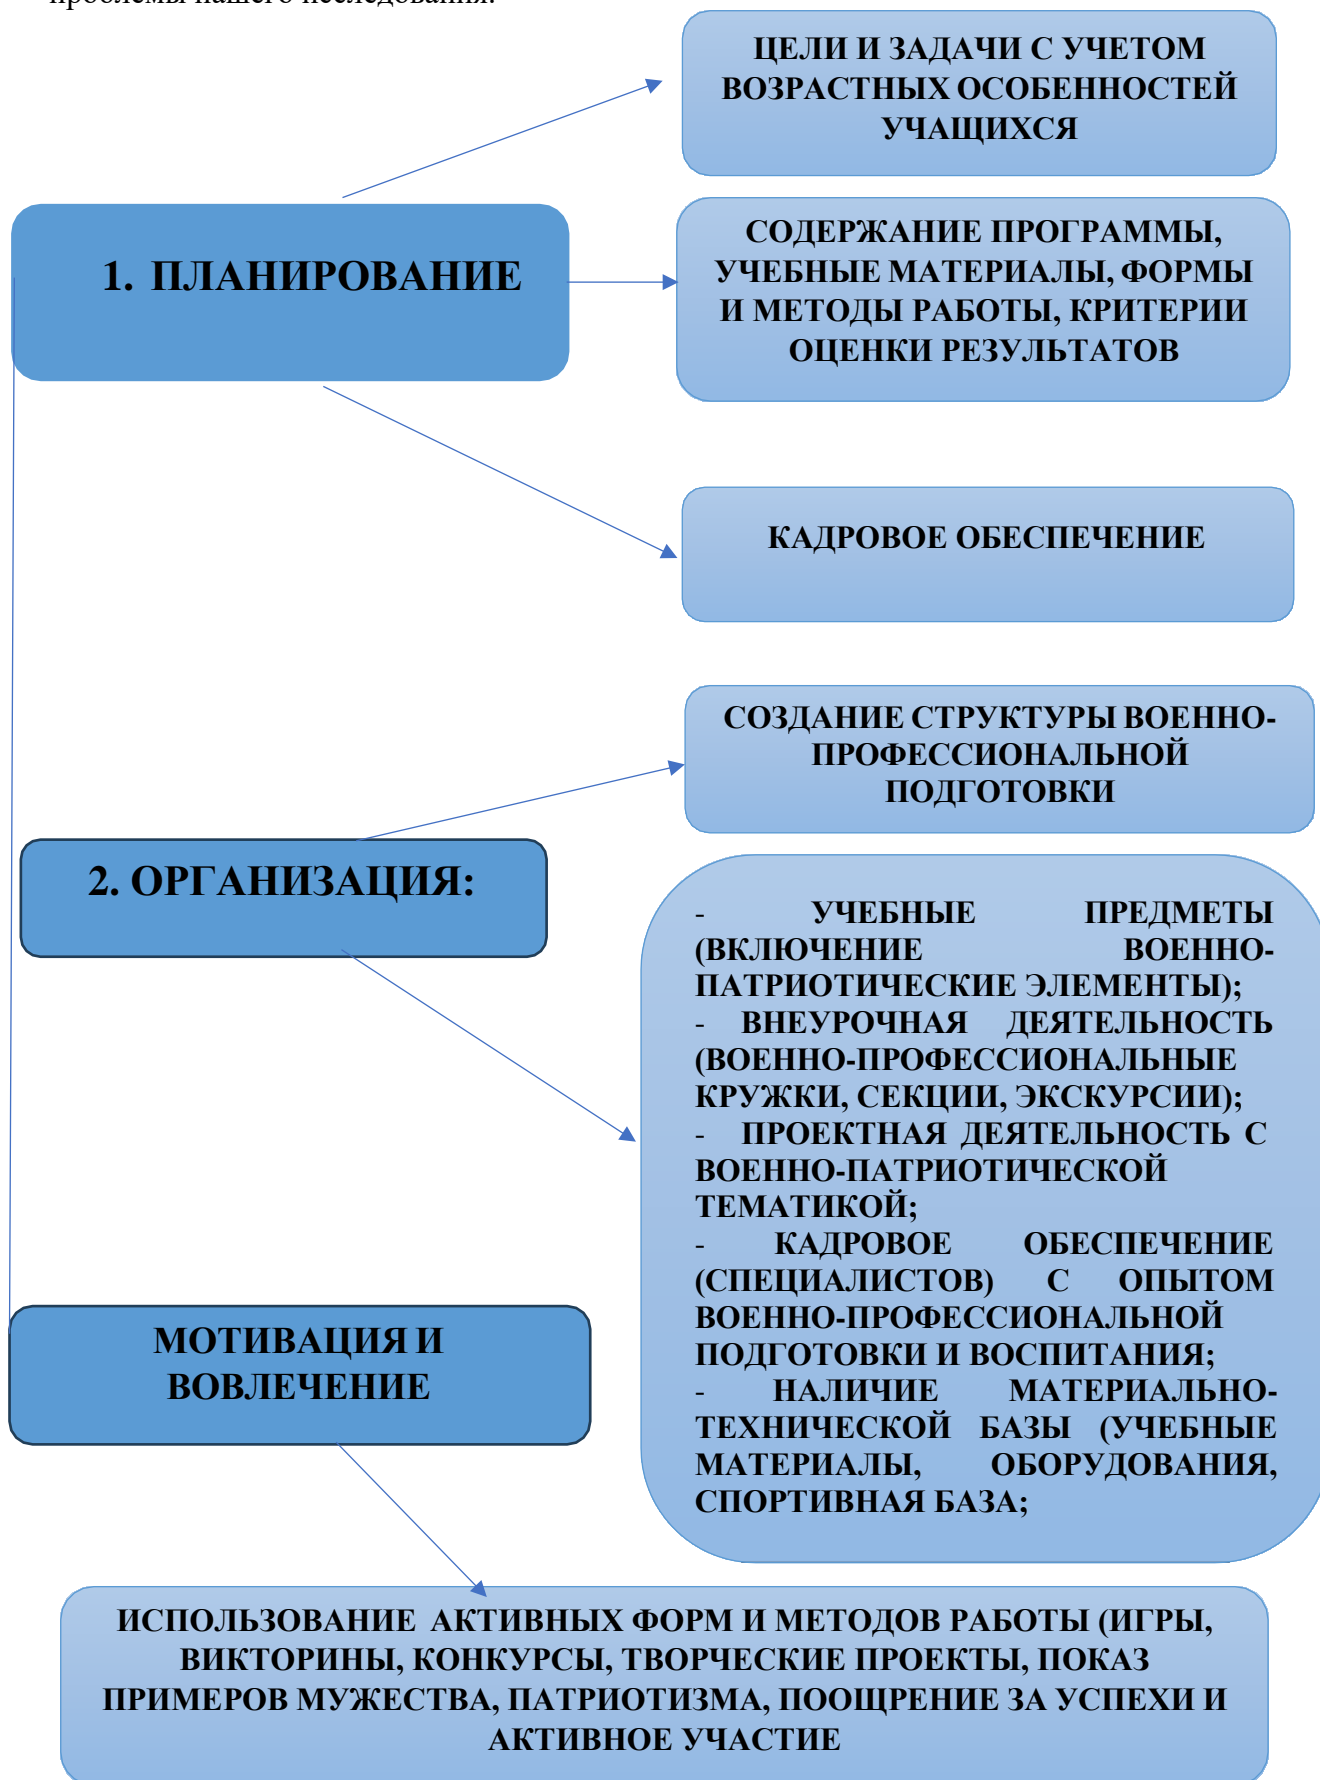 проблемы нашего исследования.
ЦЕЛИ И ЗАДАЧИ С УЧЕТОМ
ВОЗРАСТНЫХ ОСОБЕННОСТЕЙ
УЧАЩИХСЯ
1. ПЛАНИРОВАНИЕ
СОДЕРЖАНИЕ ПРОГРАММЫ,
УЧЕБНЫЕ МАТЕРИАЛЫ, ФОРМЫ
И МЕТОДЫ РАБОТЫ, КРИТЕРИИ
ОЦЕНКИ РЕЗУЛЬТАТОВ
КАДРОВОЕ ОБЕСПЕЧЕНИЕ
СОЗДАНИЕ СТРУКТУРЫ ВОЕННО-
ПРОФЕССИОНАЛЬНОЙ
ПОДГОТОВКИ
2. ОРГАНИЗАЦИЯ:
- УЧЕБНЫЕ ПРЕДМЕТЫ
(ВКЛЮЧЕНИЕ ВОЕННО-
ПАТРИОТИЧЕСКИЕ ЭЛЕМЕНТЫ);
- ВНЕУРОЧНАЯ ДЕЯТЕЛЬНОСТЬ
(ВОЕННО-ПРОФЕССИОНАЛЬНЫЕ
КРУЖКИ, СЕКЦИИ, ЭКСКУРСИИ);
- ПРОЕКТНАЯ ДЕЯТЕЛЬНОСТЬ С
ВОЕННО-ПАТРИОТИЧЕСКОЙ
ТЕМАТИКОЙ;
- КАДРОВОЕ ОБЕСПЕЧЕНИЕ
(СПЕЦИАЛИСТОВ) С ОПЫТОМ
ВОЕННО-ПРОФЕССИОНАЛЬНОЙ
ПОДГОТОВКИ И ВОСПИТАНИЯ;
- НАЛИЧИЕ МАТЕРИАЛЬНО-
ТЕХНИЧЕСКОЙ БАЗЫ (УЧЕБНЫЕ
МАТЕРИАЛЫ, ОБОРУДОВАНИЯ,
СПОРТИВНАЯ БАЗА;
МОТИВАЦИЯ И
ВОВЛЕЧЕНИЕ
ИСПОЛЬЗОВАНИЕ АКТИВНЫХ ФОРМ И МЕТОДОВ РАБОТЫ (ИГРЫ,
ВИКТОРИНЫ, КОНКУРСЫ, ТВОРЧЕСКИЕ ПРОЕКТЫ, ПОКАЗ
ПРИМЕРОВ МУЖЕСТВА, ПАТРИОТИЗМА, ПООЩРЕНИЕ ЗА УСПЕХИ И
АКТИВНОЕ УЧАСТИЕ